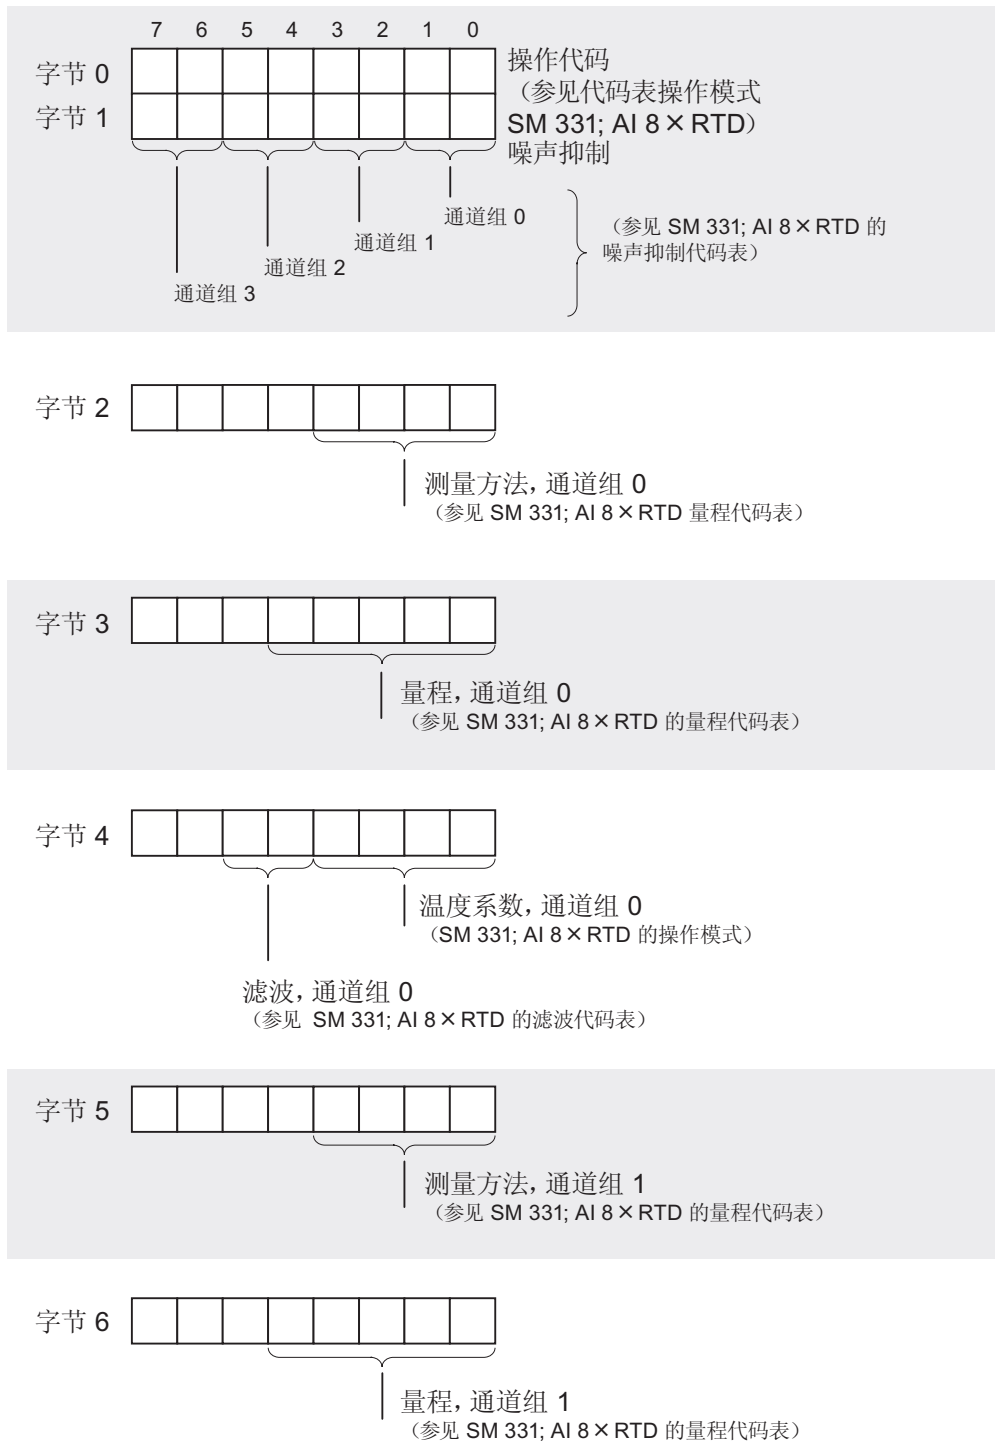 7 6 5 4 3 2 1 0
字节 0
操作代码
字节 1
（参见代码表操作模式
SM 331; AI 8×RTD）
噪声抑制
通道组 0
通道组 1
通道组 2
通道组 3
（参见 SM 331; AI 8×RTD 的
噪声抑制代码表）
字节 2
测量方法, 通道组 0
（参见 SM 331; AI 8×RTD 量程代码表）
字节 3
量程, 通道组 0
（参见 SM 331; AI 8×RTD 的量程代码表）
字节 4
温度系数, 通道组 0
（SM 331; AI 8×RTD 的操作模式）
滤波, 通道组 0
（参见 SM 331; AI 8×RTD 的滤波代码表）
字节 5
测量方法, 通道组 1
（参见 SM 331; AI 8×RTD 的量程代码表）
字节 6
量程, 通道组 1
（参见 SM 331; AI 8×RTD 的量程代码表）